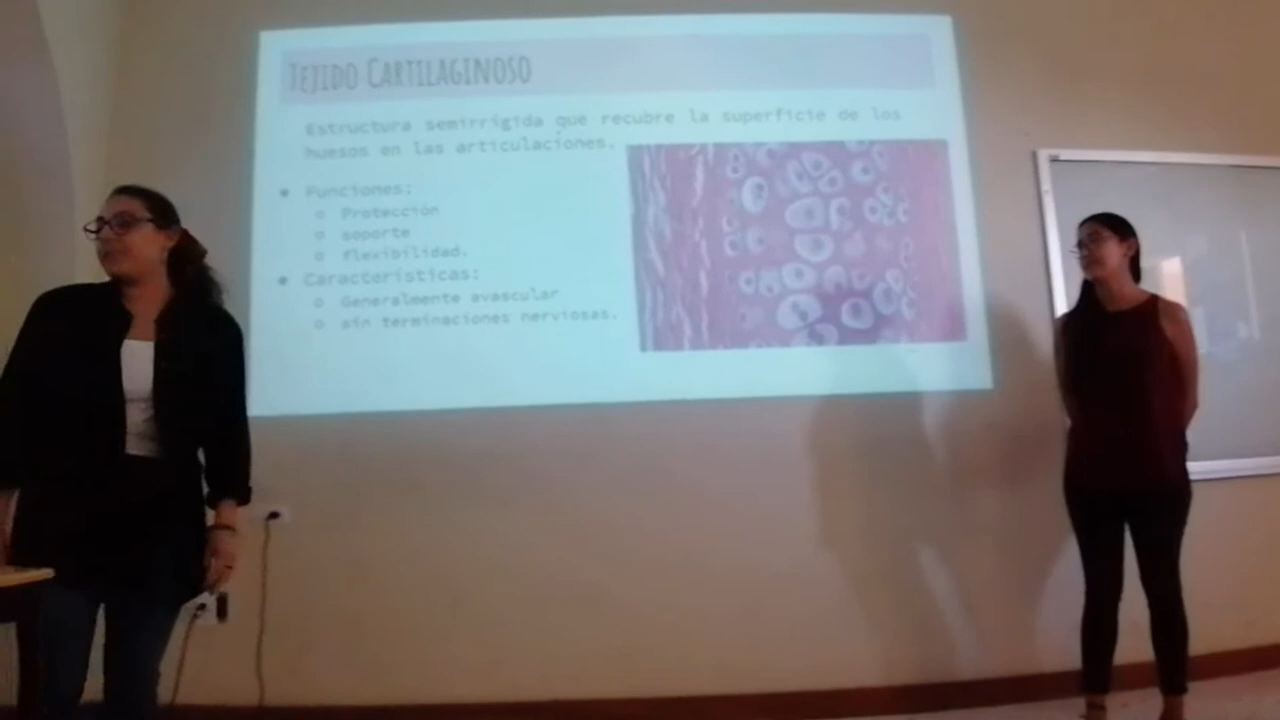 TEJIDO CARTILAGINOSO
Estructura semirrígida que recubre la superficie de los
huesos en las articulaciones.
● Funciones:
○ Protección
○ soporte
○ flexibilidad.
● Características:
○ Generalmente avascular
○ sin terminaciones nerviosas.